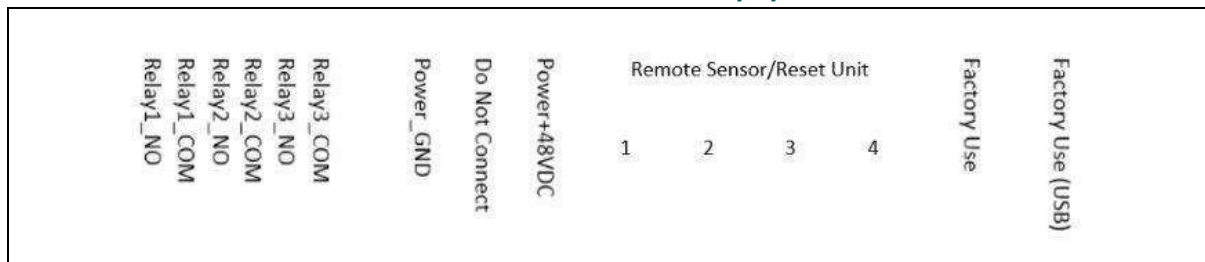 Relay1_NO
Relay1_COM
Relay2_NO
Relay2_COM
Relay3_NO
Relay3_COM
Power_GND
Do Not Connect
Power+48VDC
Remote Sensor/Reset Unit
1 2 3 4
Factory Use
Factory Use (USB)